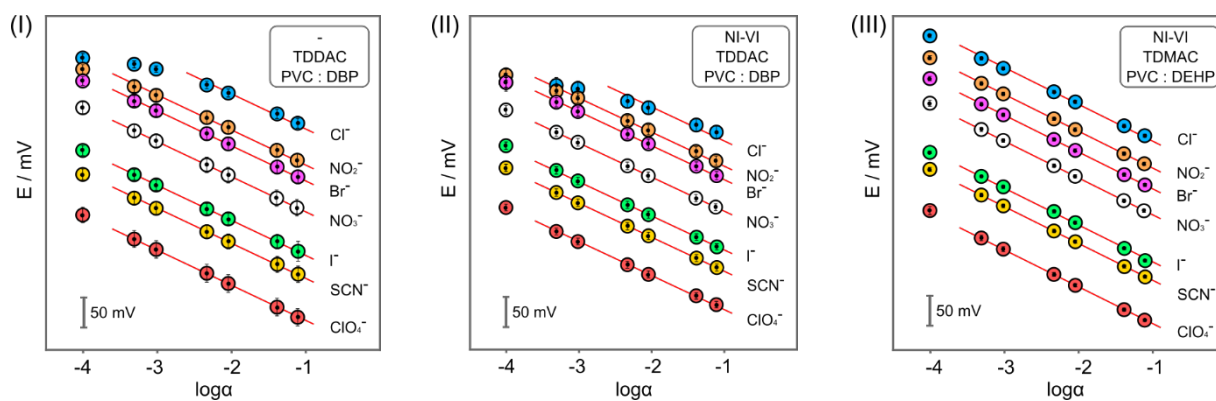 (I)
-
TDDAC
PVC : DBP
Cl⁻
NO₂⁻
Br⁻
NO₃⁻
I⁻
SCN⁻
ClO₄⁻
50 mV
E / mV
-4 -3 -2 -1
logα
(II)
NI-VI
TDDAC
PVC : DBP
Cl⁻
NO₂⁻
Br⁻
NO₃⁻
I⁻
SCN⁻
ClO₄⁻
50 mV
E / mV
-4 -3 -2 -1
logα
(III)
NI-VI
TDMAC
PVC : DEHP
Cl⁻
NO₂⁻
Br⁻
NO₃⁻
I⁻
SCN⁻
ClO₄⁻
50 mV
E / mV
-4 -3 -2 -1
logα